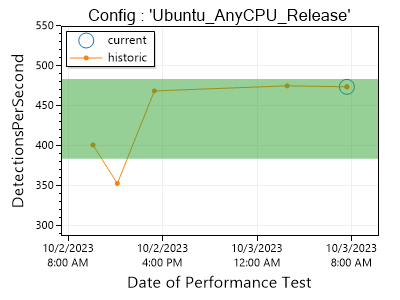 Config : 'Ubuntu_AnyCPU_Release'
current
historic
DetectionsPerSecond
550
500
450
400
350
300
10/2/2023 10/2/2023 10/3/2023 10/3/2023
8:00 AM 4:00 PM 12:00 AM 8:00 AM
Date of Performance Test